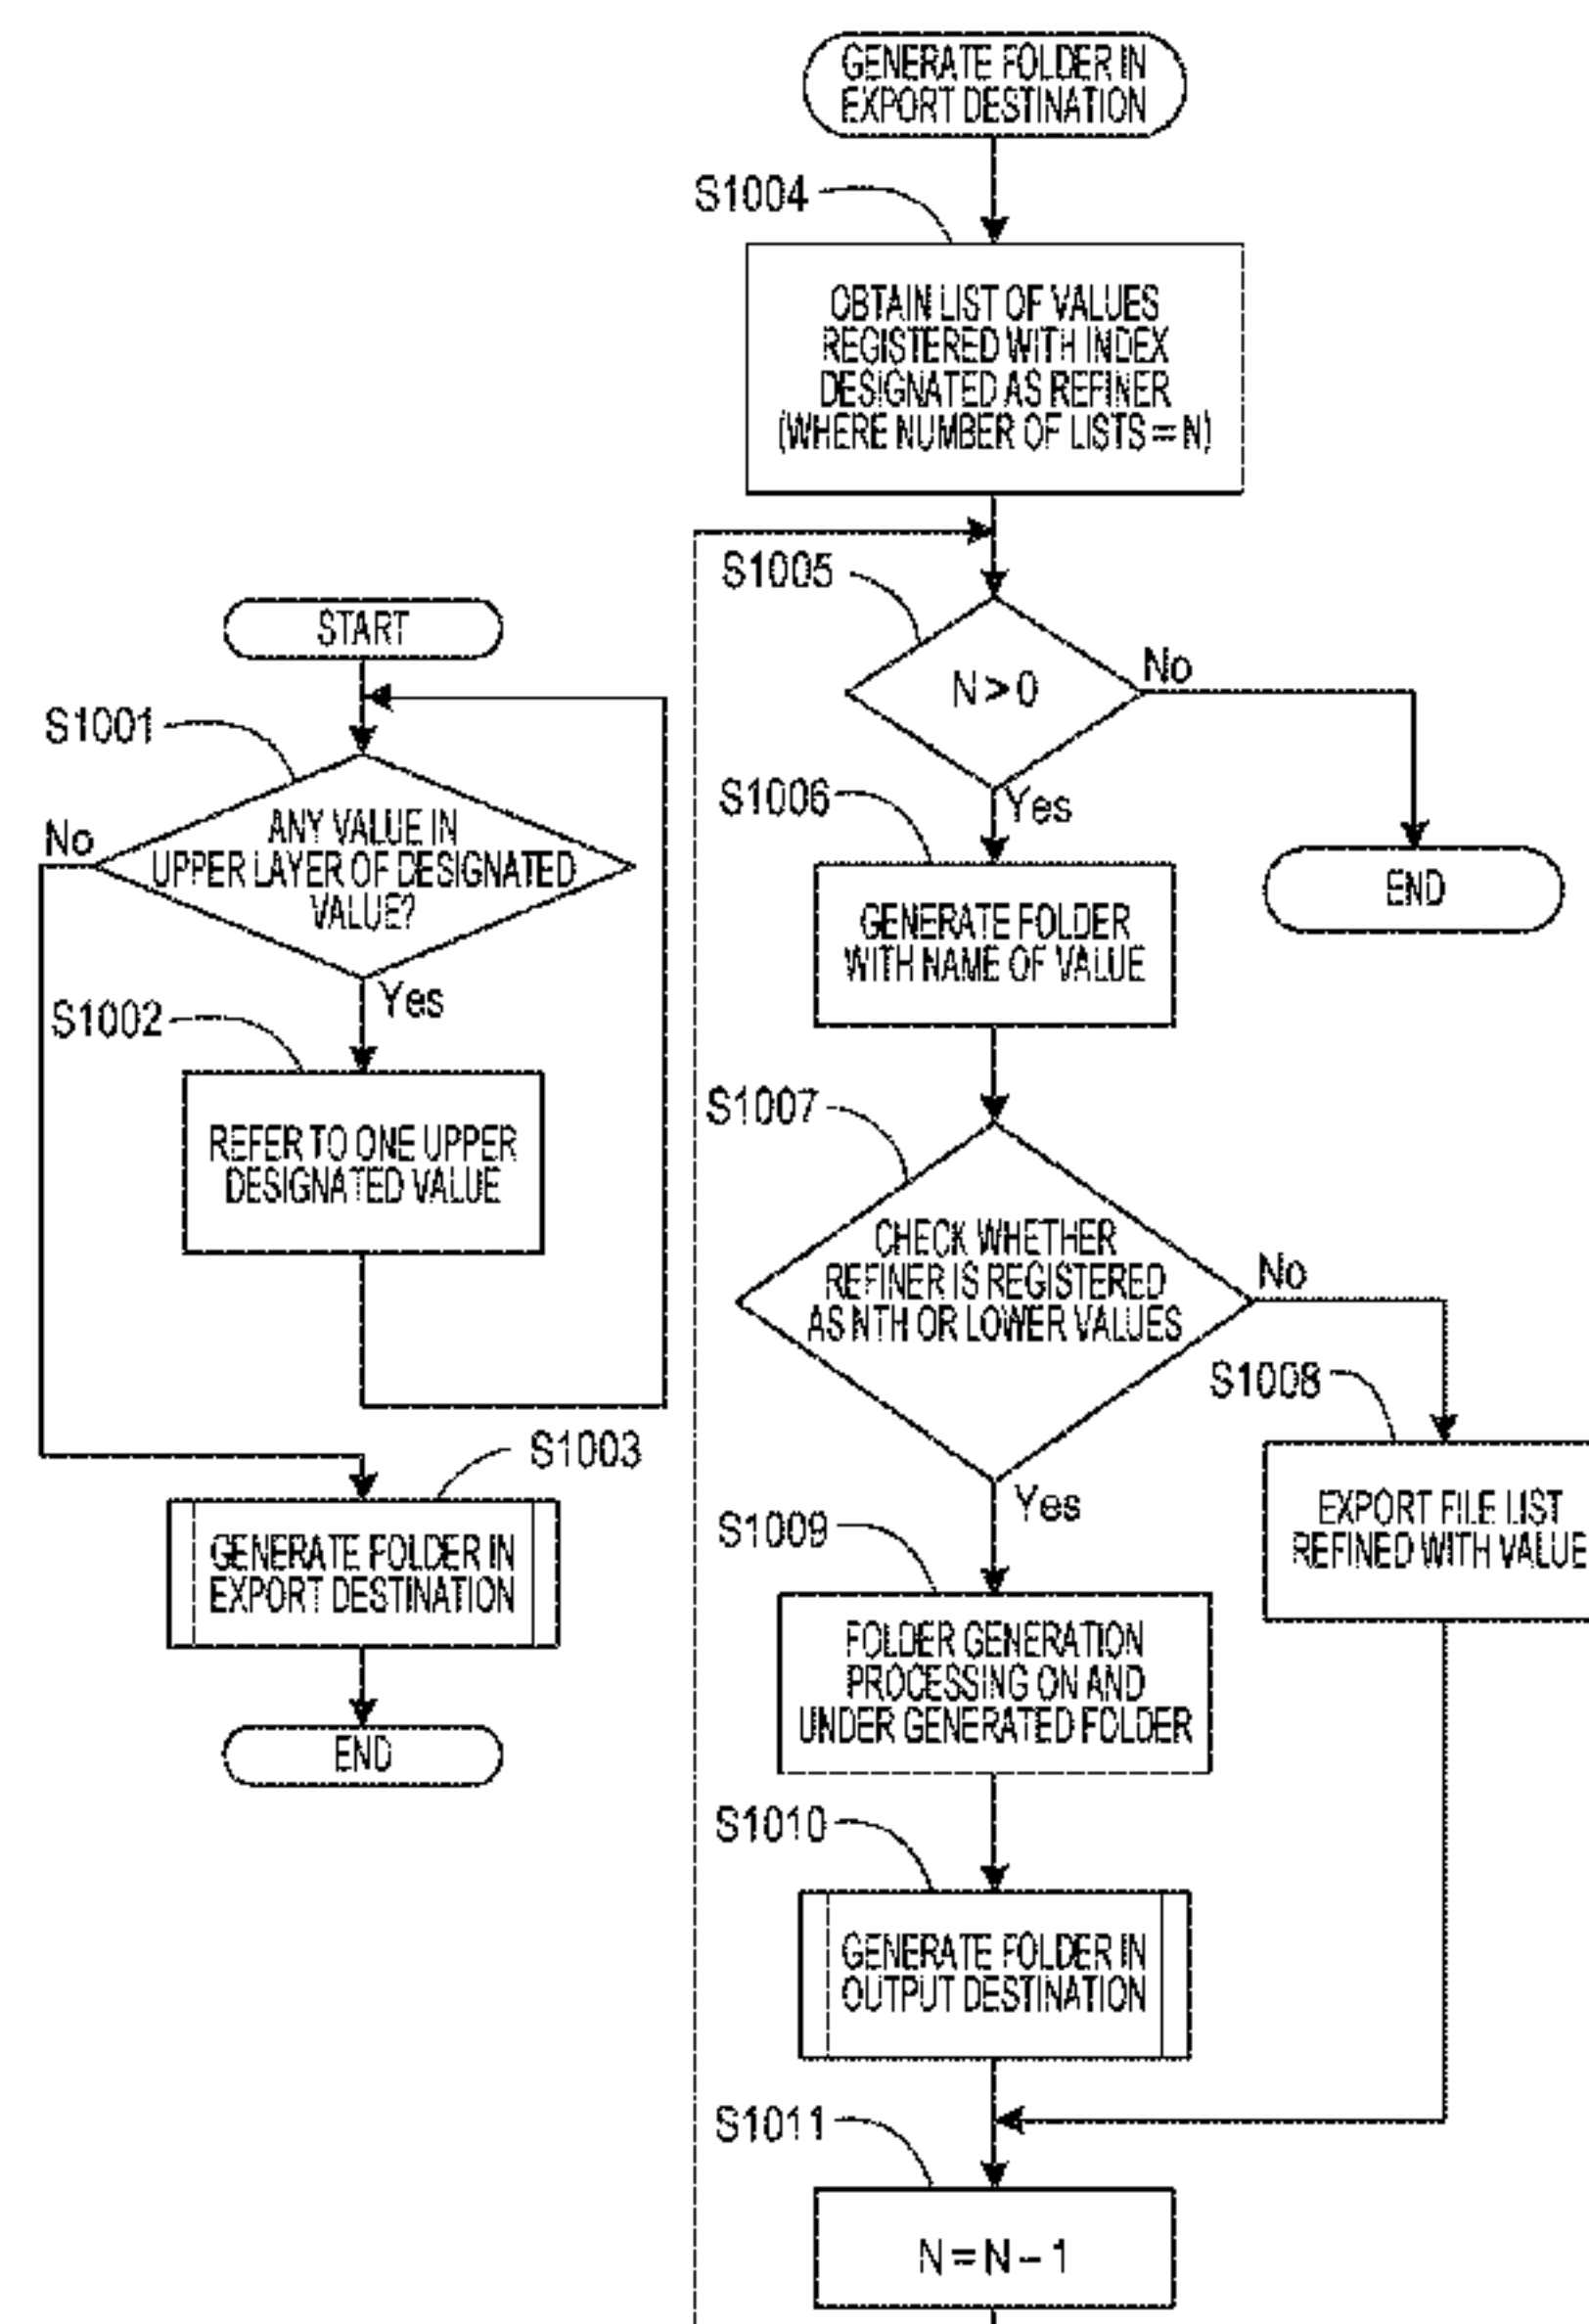 START
S1001
ANY VALUE IN
UPPER LAYER OF DESIGNATED
VALUE?
No
Yes
S1002
REFER TO ONE UPPER
DESIGNATED VALUE
S1003
GENERATE FOLDER IN
EXPORT DESTINATION
END
GENERATE FOLDER IN
EXPORT DESTINATION
S1004
OBTAIN LIST OF VALUES
REGISTERED WITH INDEX
DESIGNATED AS REFINER
(WHERE NUMBER OF LISTS = N)
S1005
N > 0
No
Yes
END
S1006
GENERATE FOLDER
WITH NAME OF VALUE
S1007
CHECK WHETHER
REFINER IS REGISTERED
AS NTH OR LOWER VALUES
No
Yes
S1008
EXPORT FILE LIST
REFINED WITH VALUE
S1009
FOLDER GENERATION
PROCESSING ON AND
UNDER GENERATED FOLDER
S1010
GENERATE FOLDER IN
OUTPUT DESTINATION
S1011
N = N – 1